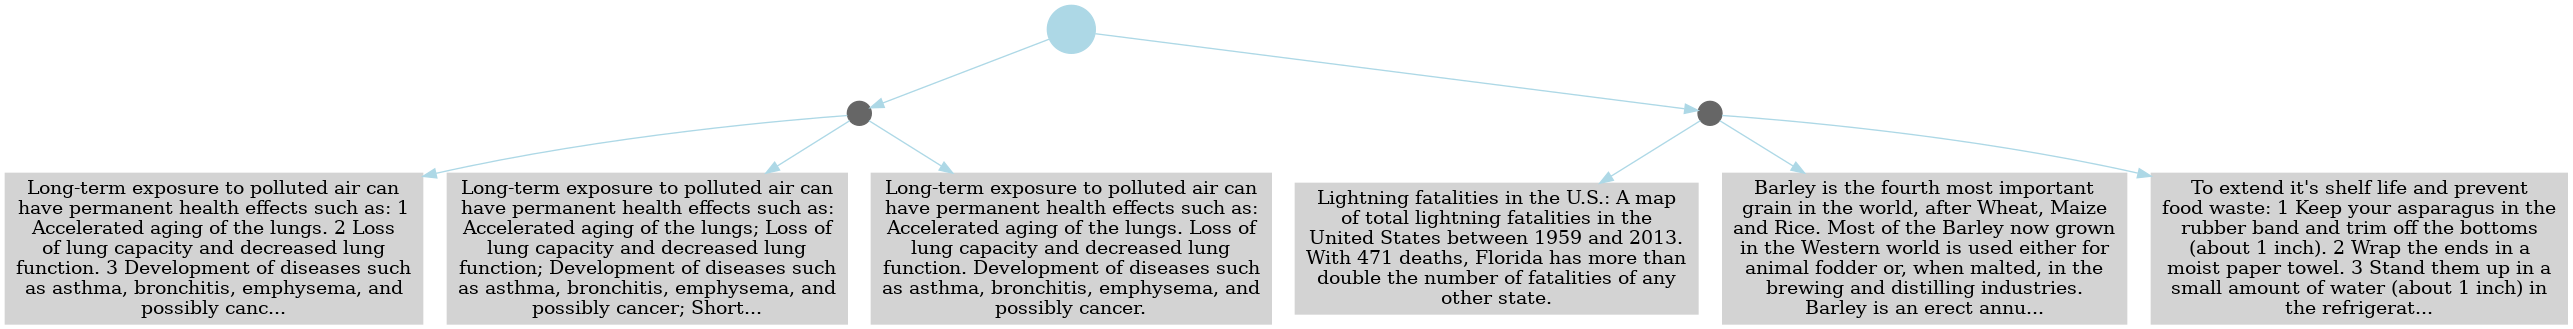 Long-term exposure to polluted air can
have permanent health effects such as: 1
Accelerated aging of the lungs. 2 Loss
of lung capacity and decreased lung
function. 3 Development of diseases such
as asthma, bronchitis, emphysema, and
possibly canc...
Long-term exposure to polluted air can
have permanent health effects such as:
Accelerated aging of the lungs; Loss of
lung capacity and decreased lung
function; Development of diseases such
as asthma, bronchitis, emphysema, and
possibly cancer; Short...
Long-term exposure to polluted air can
have permanent health effects such as:
Accelerated aging of the lungs. Loss of
lung capacity and decreased lung
function. Development of diseases such
as asthma, bronchitis, emphysema, and
possibly cancer.
Lightning fatalities in the U.S.: A map
of total lightning fatalities in the
United States between 1959 and 2013.
With 471 deaths, Florida has more than
double the number of fatalities of any
other state.
Barley is the fourth most important
grain in the world, after Wheat, Maize
and Rice. Most of the Barley now grown
in the Western world is used either for
animal fodder or, when malted, in the
brewing and distilling industries.
Barley is an erect annu...
To extend it's shelf life and prevent
food waste: 1 Keep your asparagus in the
rubber band and trim off the bottoms
(about 1 inch). 2 Wrap the ends in a
moist paper towel. 3 Stand them up in a
small amount of water (about 1 inch) in
the refrigerat...